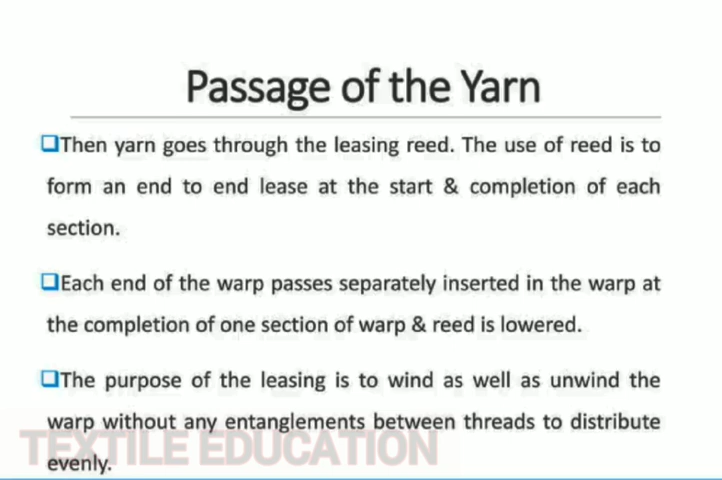 Passage of the Yarn
❑Then yarn goes through the leasing reed. The use of reed is to
form an end to end lease at the start & completion of each
section.
❑Each end of the warp passes separately inserted in the warp at
the completion of one section of warp & reed is lowered.
❑The purpose of the leasing is to wind as well as unwind the
warp without any entanglements between threads to distribute
evenly.
TEXTILE EDUCATION